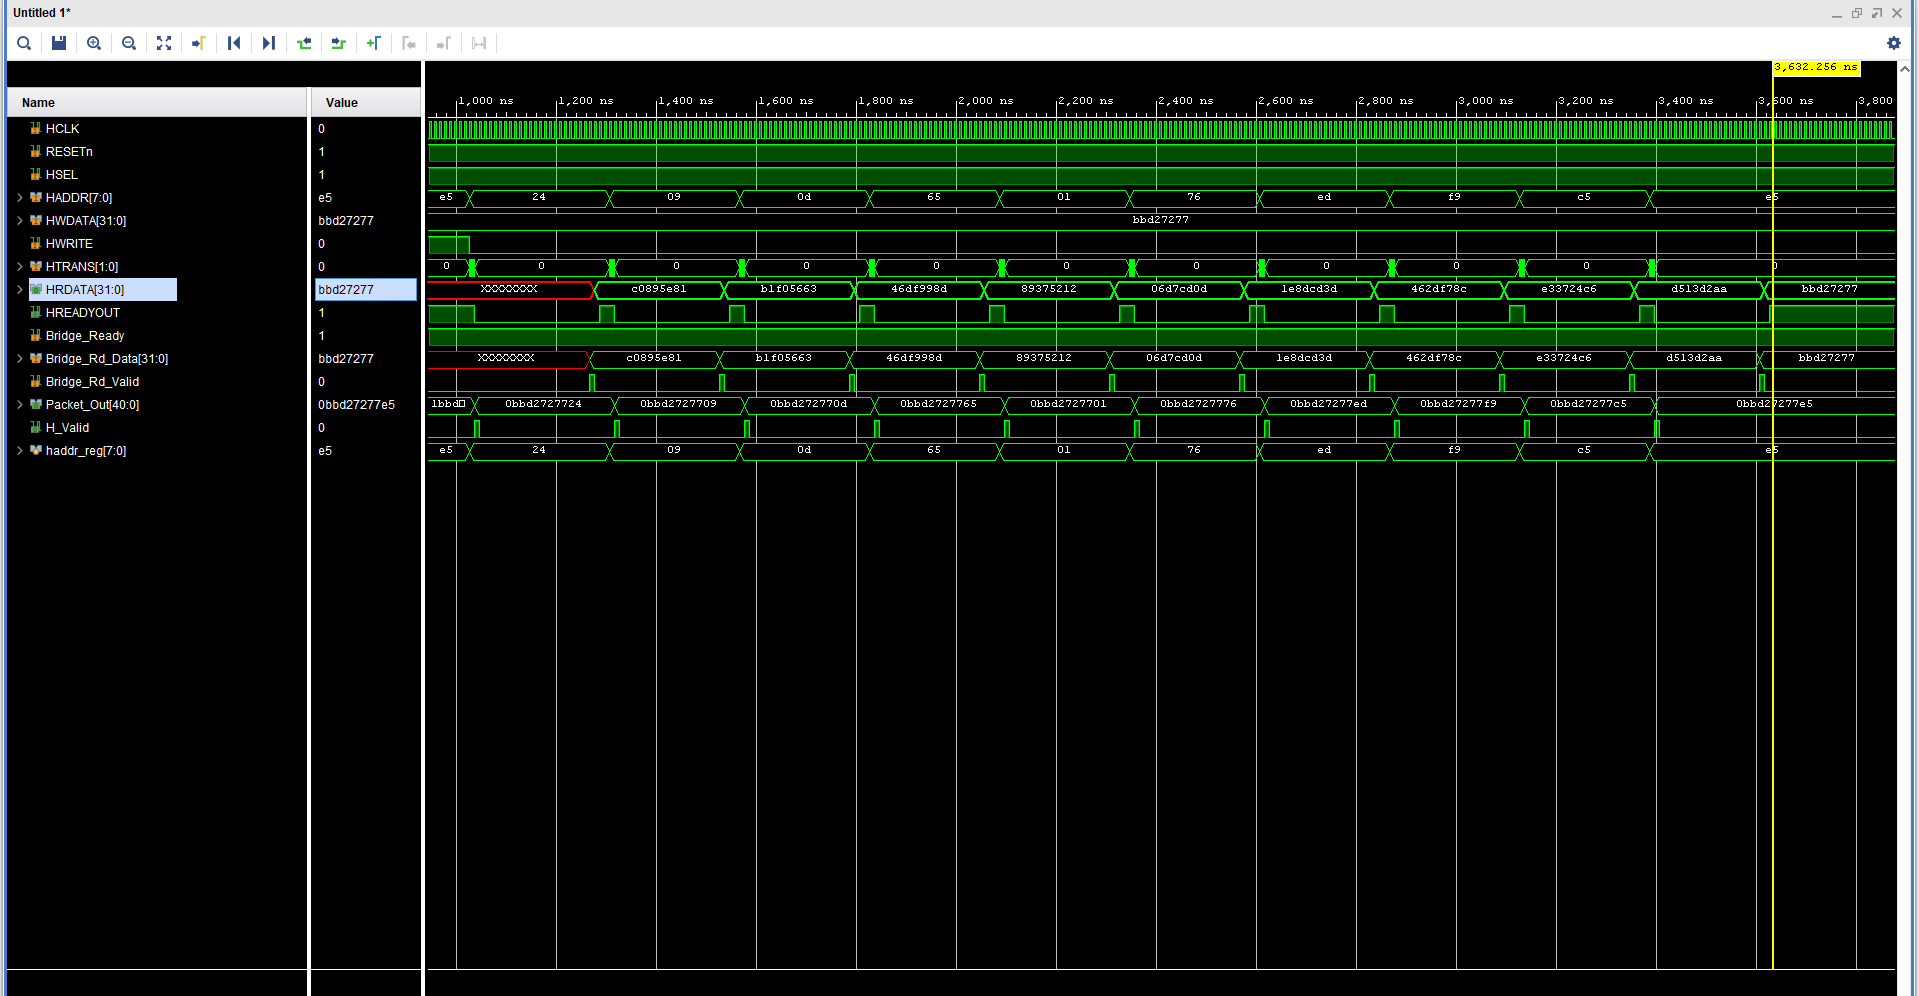 Untitled 1*
3,632.256 ns
Name Value 1,000 ns 1,200 ns 1,400 ns 1,600 ns 1,800 ns 2,000 ns 2,200 ns 2,400 ns 2,600 ns 2,800 ns 3,000 ns 3,200 ns 3,400 ns 3,600 ns 3,800
HCLK 0
RESETn 1
HSEL 1
HADDR[7:0] e5 e5 24 09 0d 65 01 76 ed f9 c5 e5
HWDATA[31:0] bbd27277 bbd27277
HWRITE 0
HTRANS[1:0] 0 0 0 0 0 0 0 0 0 0 0 0
HRDATA[31:0] bbd27277 XXXXXXXX c0895e81 b1f05663 46df998d 89375212 06d7cd0d 1e8dcd3d 462df78c e33724c6 d513d2aa bbd27277
HREADYOUT 1
Bridge_Ready 1
Bridge_Rd_Data[31:0] bbd27277 XXXXXXXX c0895e81 b1f05663 46df998d 89375212 06d7cd0d 1e8dcd3d 462df78c e33724c6 d513d2aa bbd27277
Bridge_Rd_Valid 0
Packet_Out[40:0] 0bbd27277e5 1bbd 0bbd2727724 0bbd2727709 0bbd272770d 0bbd2727765 0bbd2727701 0bbd2727776 0bbd27277ed 0bbd27277f9 0bbd27277c5 0bbd27277e5
H_Valid 0
haddr_reg[7:0] e5 e5 24 09 0d 65 01 76 ed f9 c5 e5